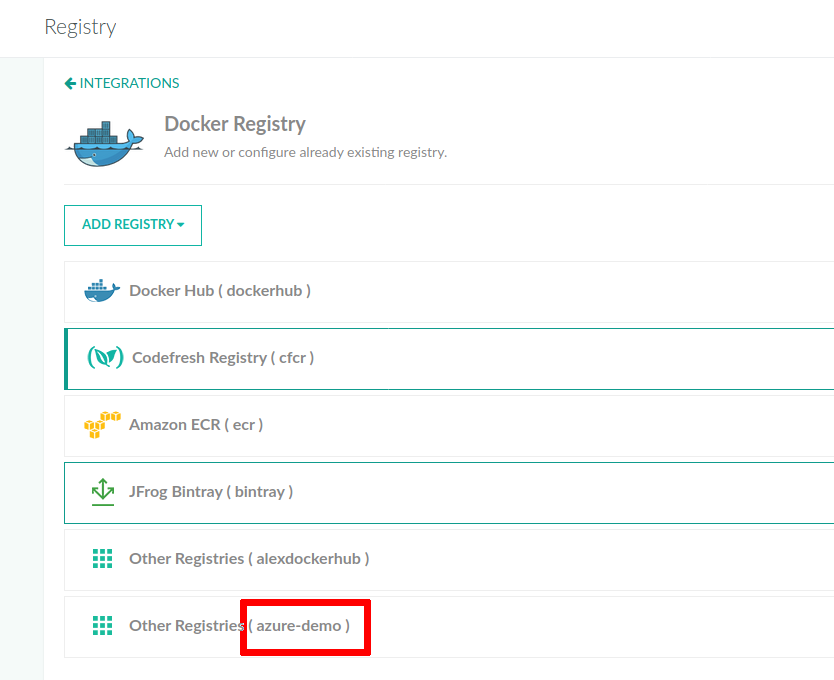 Registry
INTEGRATIONS
Docker Registry
Add new or configure already existing registry.
ADD REGISTRY
Docker Hub ( dockerhub )
Codefresh Registry ( cfcr )
Amazon ECR ( ecr )
JFrog Bintray ( bintray )
Other Registries ( alexdockerhub )
Other Registries ( azure-demo )